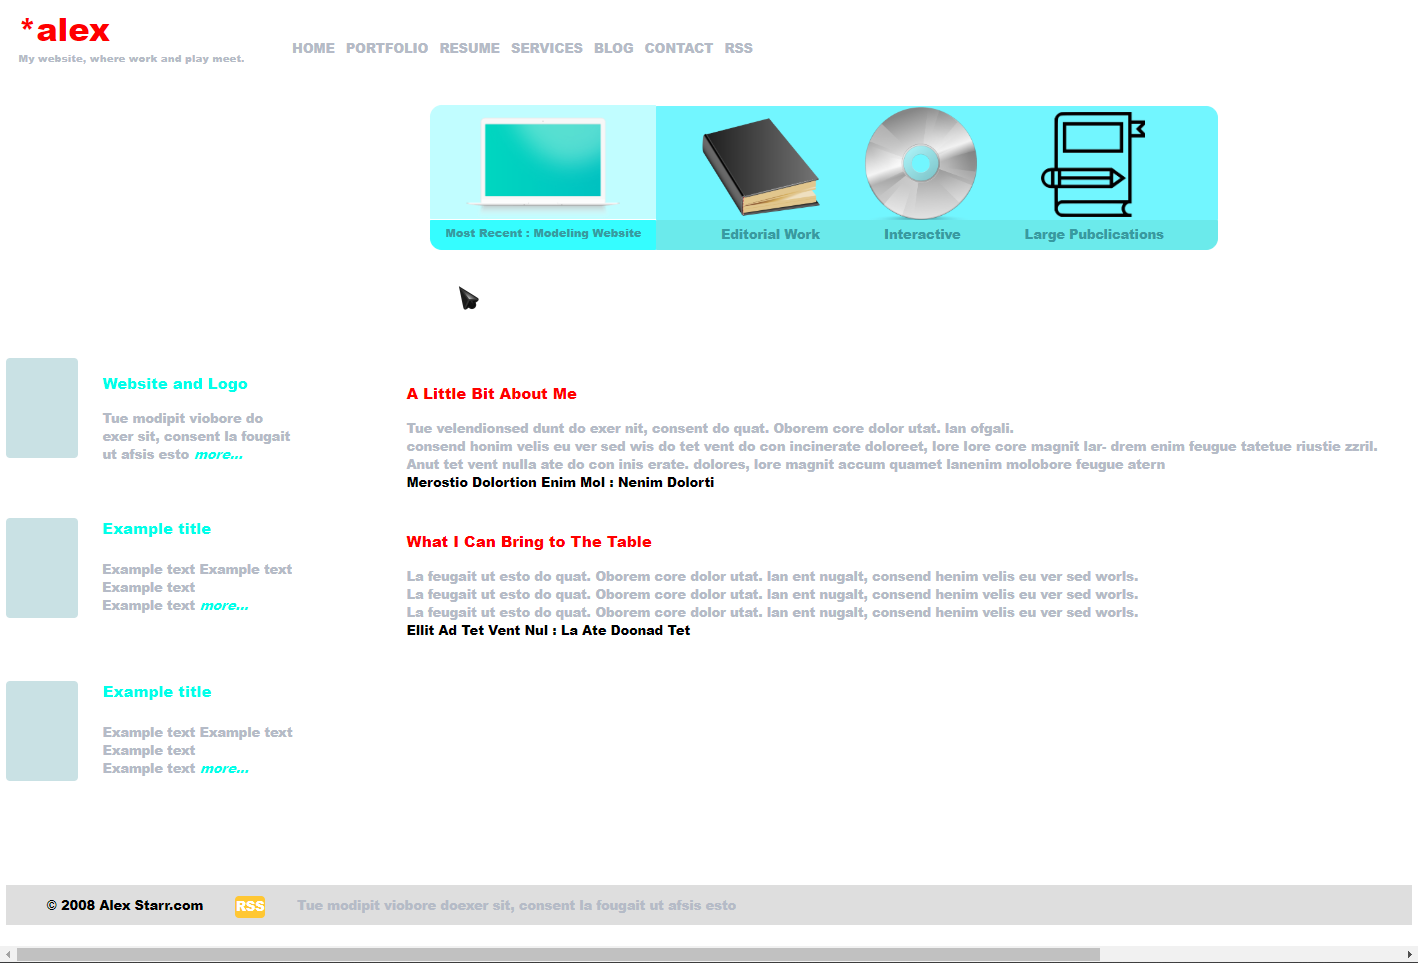 *alex
My website, where work and play meet.
HOME PORTFOLIO RESUME SERVICES BLOG CONTACT RSS
Most Recent : Modeling Website
Editorial Work
Interactive
Large Pubclications
Website and Logo
Tue modipit viobore do
exer sit, consent la fougait
ut afsis esto more...
Example title
Example text Example text
Example text
Example text more...
Example title
Example text Example text
Example text
Example text more...
A Little Bit About Me
Tue velendionsed dunt do exer nit, consent do quat. Oborem core dolor utat. lan ofgali.
consend honim velis eu ver sed wis do tet vent do con incinerate doloreet, lore lore core magnit lar- drem enim feugue tatetue riustie zzril.
Anut tet vent nulla ate do con inis erate. dolores, lore magnit accum quamet lanenim molobore feugue atern
Merostio Dolortion Enim Mol : Nenim Dolorti
What I Can Bring to The Table
La feugait ut esto do quat. Oborem core dolor utat. lan ent nugalt, consend henim velis eu ver sed worls.
La feugait ut esto do quat. Oborem core dolor utat. lan ent nugalt, consend henim velis eu ver sed worls.
La feugait ut esto do quat. Oborem core dolor utat. lan ent nugalt, consend henim velis eu ver sed worls.
Ellit Ad Tet Vent Nul : La Ate Doonad Tet
© 2008 Alex Starr.com
RSS
Tue modipit viobore doexer sit, consent la fougait ut afsis esto